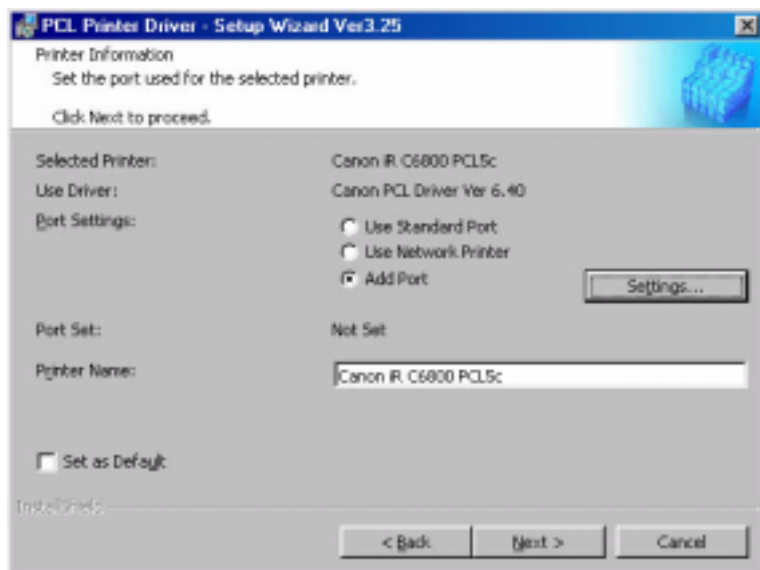 PCL Printer Driver - Setup Wizard Ver3.25
Printer Information
Set the port used for the selected printer.
Click Next to proceed.
Selected Printer: Canon iR C6800 PCL5c
Use Driver: Canon PCL Driver Ver 6.40
Port Settings: Use Standard Port
Use Network Printer
Add Port Settings...
Port Set: Not Set
Printer Name: Canon iR C6800 PCL5c
Set as Default
InstallShield
< Back Next > Cancel